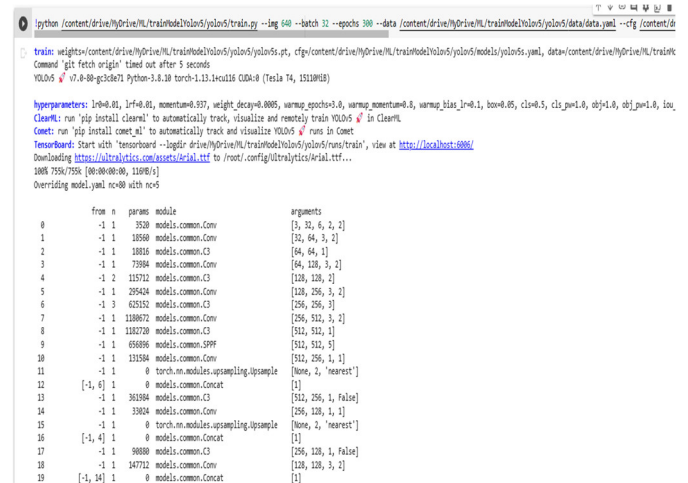 !python /content/drive/MyDrive/ML/trainModelYolov5/yolov5/train.py --img 640 --batch 32 --epochs 300 --data /content/drive/MyDrive/ML/trainModelYolov5/yolov5/data/data.yaml --cfg /content/d
train: weights=/content/drive/MyDrive/ML/trainModelYolov5/yolov5/yolov5s.pt, cfg=/content/drive/MyDrive/ML/trainModelYolov5/yolov5/models/yolov5s.yaml, data=/content/drive/MyDrive/ML/trainMo
Command 'git fetch origin' timed out after 5 seconds
YOLOv5 🚀 v7.0-80-gc3c8e71 Python-3.8.10 torch-1.13.1+cu116 CUDA:0 (Tesla T4, 15110MiB)
hyperparameters: lr0=0.01, lrf=0.01, momentum=0.937, weight_decay=0.0005, warmup_epochs=3.0, warmup_momentum=0.8, warmup_bias_lr=0.1, box=0.05, cls=0.5, cls_pw=1.0, obj=1.0, obj_pw=1.0, iou_
ClearML: run 'pip install clearml' to automatically track, visualize and remotely train YOLOv5 🚀 in ClearML
Comet: run 'pip install comet_ml' to automatically track and visualize YOLOv5 🚀 runs in Comet
TensorBoard: Start with 'tensorboard --logdir drive/MyDrive/ML/trainModelYolov5/yolov5/runs/train', view at http://localhost:6006/
Downloading https://ultralytics.com/assets/Arial.ttf to /root/.config/Ultralytics/Arial.ttf...
100% 755k/755k [00:00<00:00, 116MB/s]
Overriding model.yaml nc=80 with nc=5
from n params module arguments
0 -1 1 3520 models.common.Conv [3, 32, 6, 2, 2]
1 -1 1 18560 models.common.Conv [32, 64, 3, 2]
2 -1 1 18816 models.common.C3 [64, 64, 1]
3 -1 1 73984 models.common.Conv [64, 128, 3, 2]
4 -1 2 115712 models.common.C3 [128, 128, 2]
5 -1 1 295424 models.common.Conv [128, 256, 3, 2]
6 -1 3 625152 models.common.C3 [256, 256, 3]
7 -1 1 1180672 models.common.Conv [256, 512, 3, 2]
8 -1 1 1182720 models.common.C3 [512, 512, 1]
9 -1 1 656896 models.common.SPPF [512, 512, 5]
10 -1 1 131584 models.common.Conv [512, 256, 1, 1]
11 -1 1 0 torch.nn.modules.upsampling.Upsample [None, 2, 'nearest']
12 [-1, 6] 1 0 models.common.Concat [1]
13 -1 1 361984 models.common.C3 [512, 256, 1, False]
14 -1 1 33024 models.common.Conv [256, 128, 1, 1]
15 -1 1 0 torch.nn.modules.upsampling.Upsample [None, 2, 'nearest']
16 [-1, 4] 1 0 models.common.Concat [1]
17 -1 1 90880 models.common.C3 [256, 128, 1, False]
18 -1 1 147712 models.common.Conv [128, 128, 3, 2]
19 [-1, 14] 1 0 models.common.Concat [1]